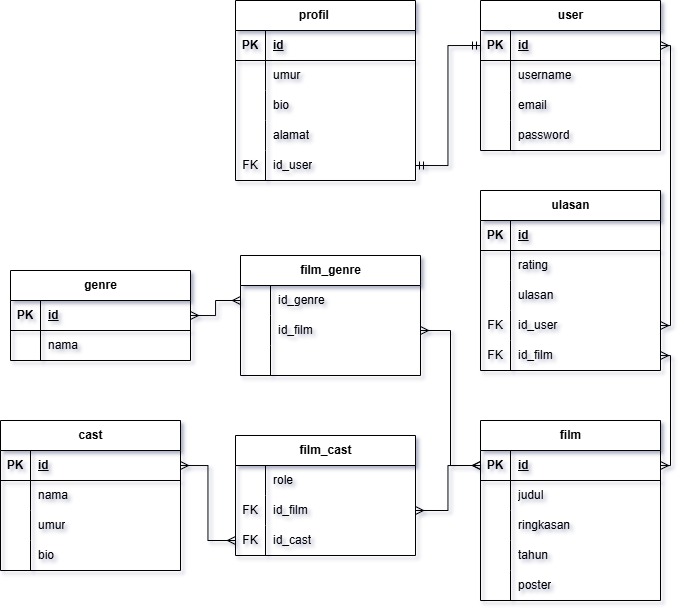 profil
PK id
umur
bio
alamat
FK id_user
user
PK id
username
email
password
ulasan
PK id
rating
ulasan
FK id_user
FK id_film
genre
PK id
nama
film_genre
id_genre
id_film
cast
PK id
nama
umur
bio
film_cast
role
FK id_film
FK id_cast
film
PK id
judul
ringkasan
tahun
poster